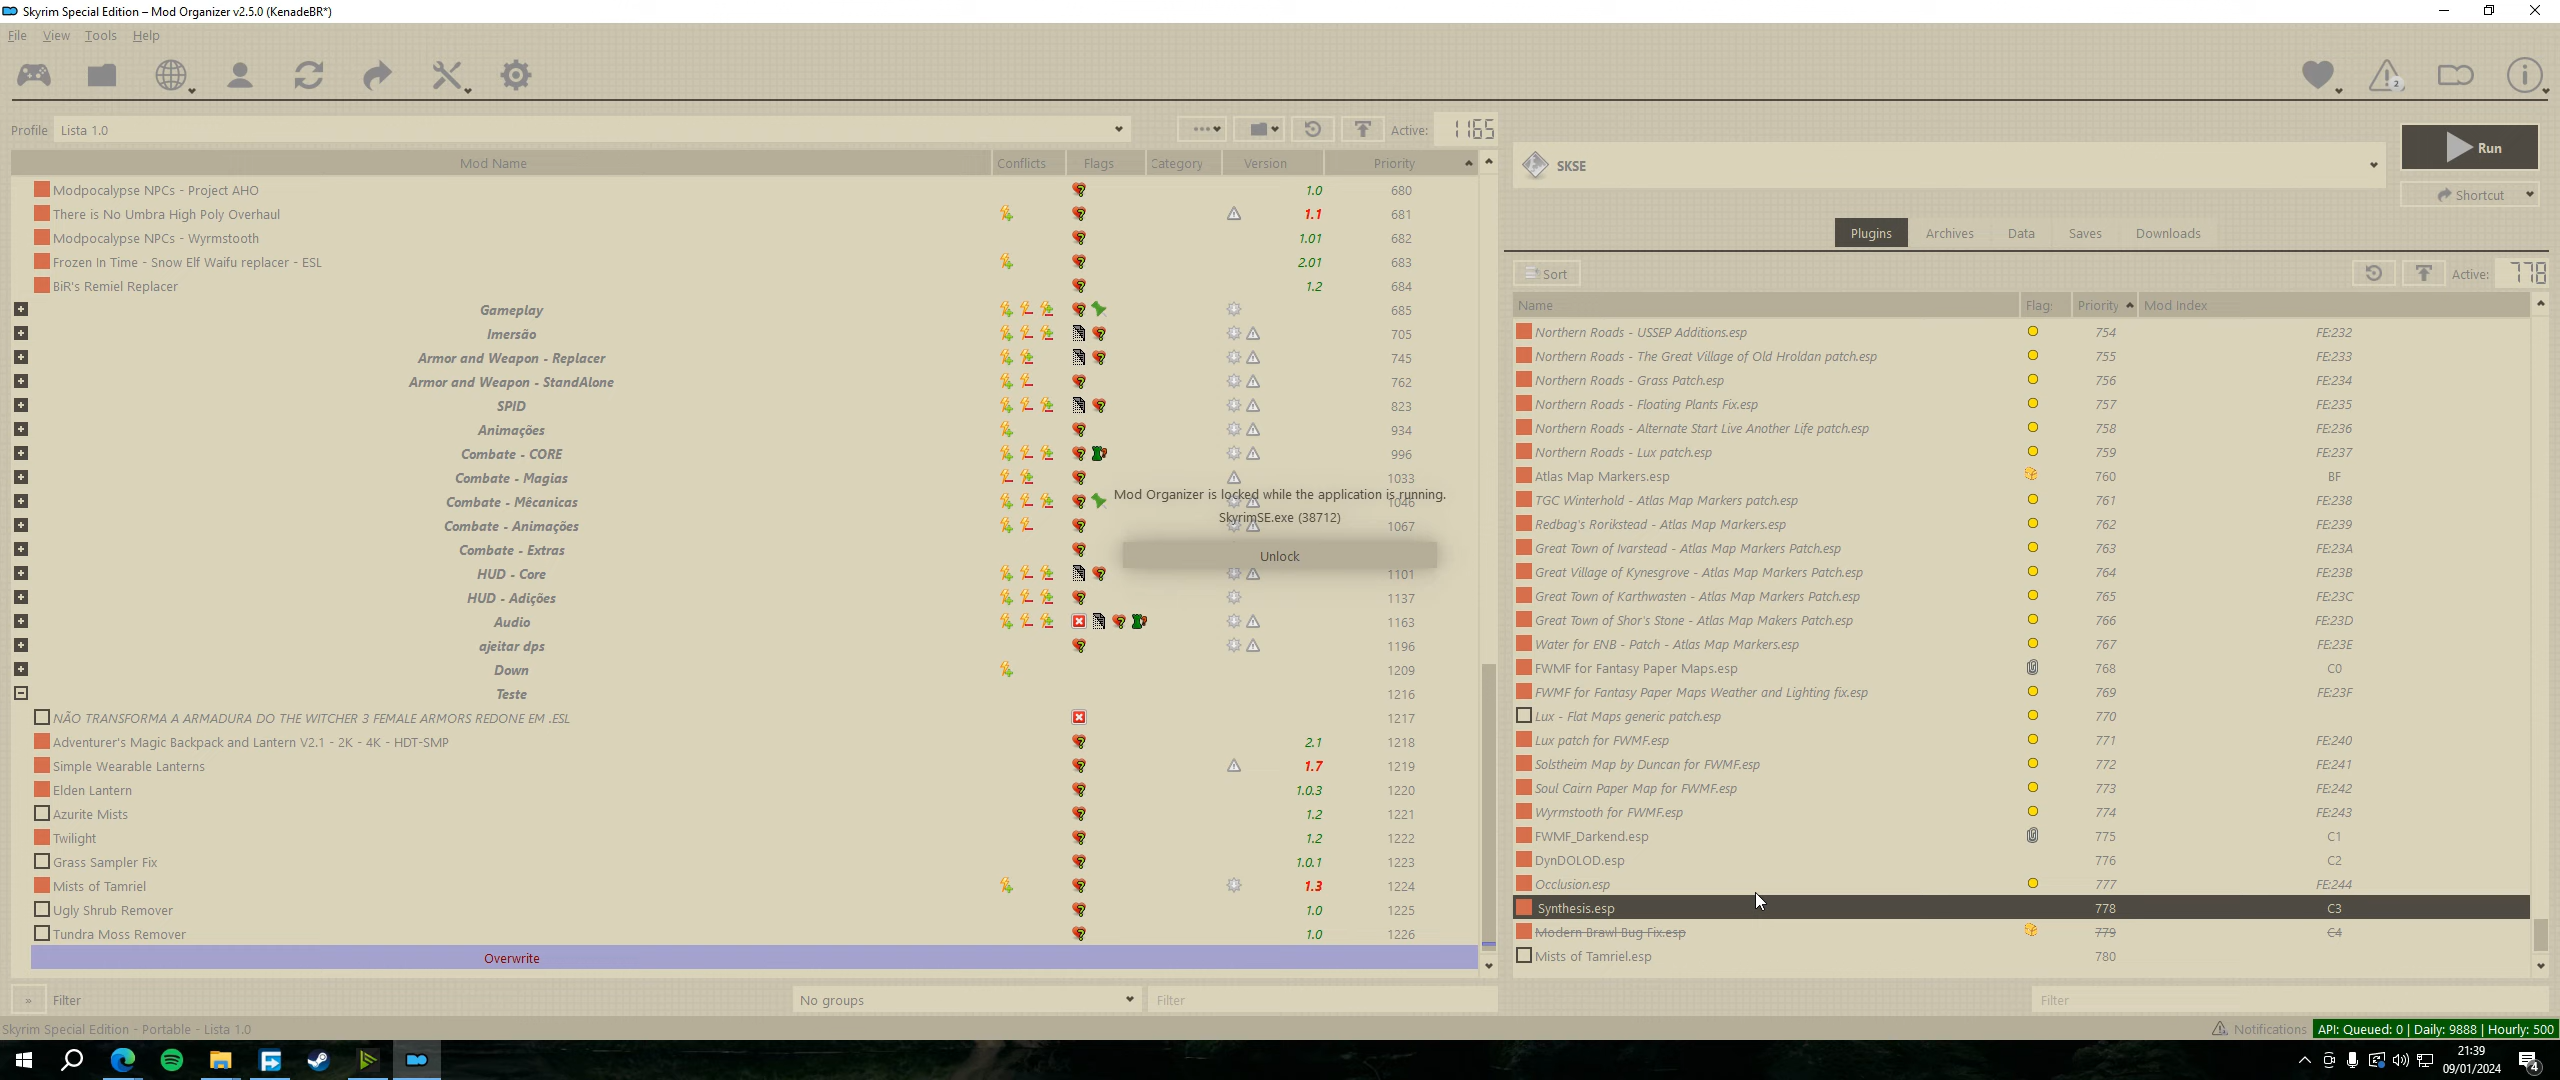 Skyrim Special Edition – Mod Organizer v2.5.0 (KenadeBR*)
File View Tools Help
2
Profile Lista 1.0 Active: 1165
Mod Name Conflicts Flags Category Version Priority
Modpocalypse NPCs - Project AHO 1.0 680
There is No Umbra High Poly Overhaul 1.1 681
Modpocalypse NPCs - Wyrmstooth 1.01 682
Frozen In Time - Snow Elf Waifu replacer - ESL 2.01 683
BiR's Remiel Replacer 1.2 684
Gameplay 685
Imersão 705
Armor and Weapon - Replacer 745
Armor and Weapon - StandAlone 762
SPID 823
Animações 934
Combate - CORE 996
Combate - Magias 1033
Combate - Mêcanicas 1046
Combate - Animações 1067
Combate - Extras
HUD - Core 1101
HUD - Adições 1137
Audio 1163
ajeitar dps 1196
Down 1209
Teste 1216
NÃO TRANSFORMA A ARMADURA DO THE WITCHER 3 FEMALE ARMORS REDONE EM .ESL 1217
Adventurer's Magic Backpack and Lantern V2.1 - 2K - 4K - HDT-SMP 2.1 1218
Simple Wearable Lanterns 1.7 1219
Elden Lantern 1.0.3 1220
Azurite Mists 1.2 1221
Twilight 1.2 1222
Grass Sampler Fix 1.0.1 1223
Mists of Tamriel 1.3 1224
Ugly Shrub Remover 1.0 1225
Tundra Moss Remover 1.0 1226
Overwrite
» Filter No groups Filter
Mod Organizer is locked while the application is running.
SkyrimSE.exe (38712)
Unlock
SKSE
Run
Shortcut
Plugins Archives Data Saves Downloads
Sort Active: 778
Name Flag: Priority Mod Index
Northern Roads - USSEP Additions.esp 754 FE:232
Northern Roads - The Great Village of Old Hroldan patch.esp 755 FE:233
Northern Roads - Grass Patch.esp 756 FE:234
Northern Roads - Floating Plants Fix.esp 757 FE:235
Northern Roads - Alternate Start Live Another Life patch.esp 758 FE:236
Northern Roads - Lux patch.esp 759 FE:237
Atlas Map Markers.esp 760 BF
TGC Winterhold - Atlas Map Markers patch.esp 761 FE:238
Redbag's Rorikstead - Atlas Map Markers.esp 762 FE:239
Great Town of Ivarstead - Atlas Map Markers Patch.esp 763 FE:23A
Great Village of Kynesgrove - Atlas Map Markers Patch.esp 764 FE:23B
Great Town of Karthwasten - Atlas Map Markers Patch.esp 765 FE:23C
Great Town of Shor's Stone - Atlas Map Makers Patch.esp 766 FE:23D
Water for ENB - Patch - Atlas Map Markers.esp 767 FE:23E
FWMF for Fantasy Paper Maps.esp 768 C0
FWMF for Fantasy Paper Maps Weather and Lighting fix.esp 769 FE:23F
Lux - Flat Maps generic patch.esp 770
Lux patch for FWMF.esp 771 FE:240
Solstheim Map by Duncan for FWMF.esp 772 FE:241
Soul Cairn Paper Map for FWMF.esp 773 FE:242
Wyrmstooth for FWMF.esp 774 FE:243
FWMF_Darkend.esp 775 C1
DynDOLOD.esp 776 C2
Occlusion.esp 777 FE:244
Synthesis.esp 778 C3
Modern Brawl Bug Fix.esp 779 C4
Mists of Tamriel.esp 780
Filter
Skyrim Special Edition - Portable - Lista 1.0 Notifications API: Queued: 0 | Daily: 9888 | Hourly: 500
21:39
09/01/2024
4